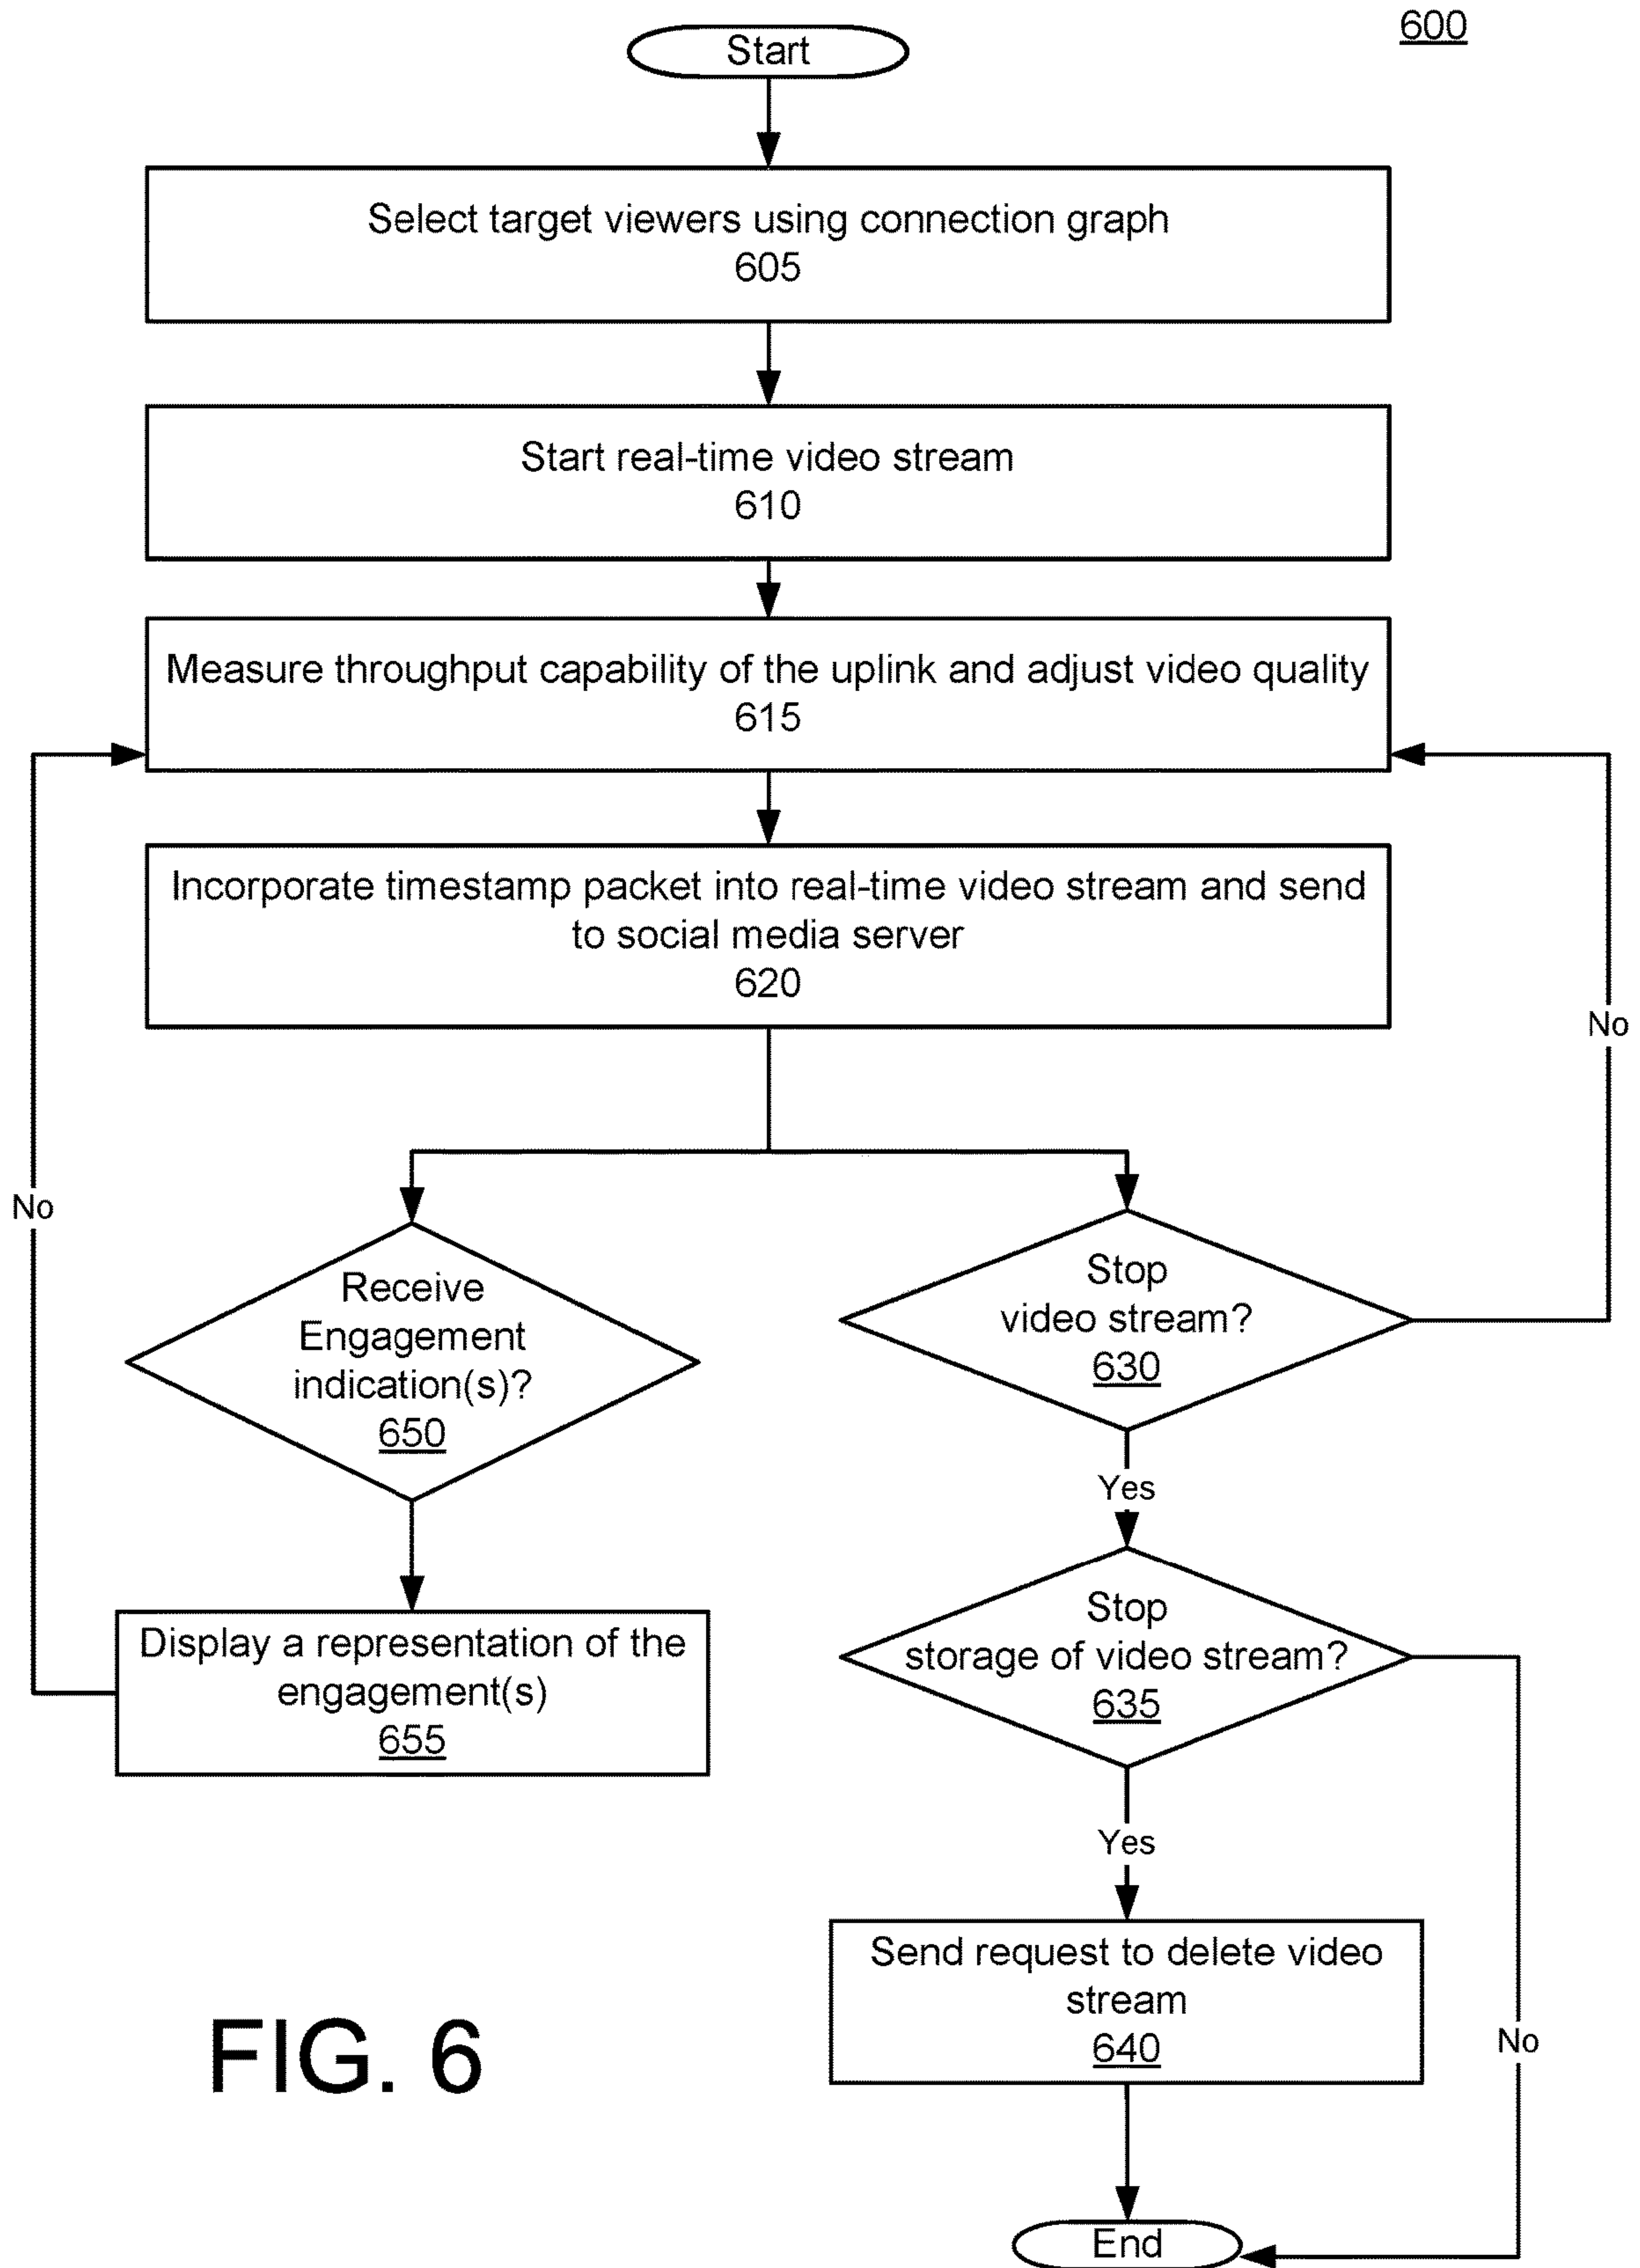 600
Start
Select target viewers using connection graph
605
Start real-time video stream
610
Measure throughput capability of the uplink and adjust video quality
615
Incorporate timestamp packet into real-time video stream and send
to social media server
620
No
No
Receive
Engagement
indication(s)?
650
Stop
video stream?
630
Yes
Display a representation of the
engagement(s)
655
Stop
storage of video stream?
635
Yes
Send request to delete video
stream
640
No
End
FIG. 6